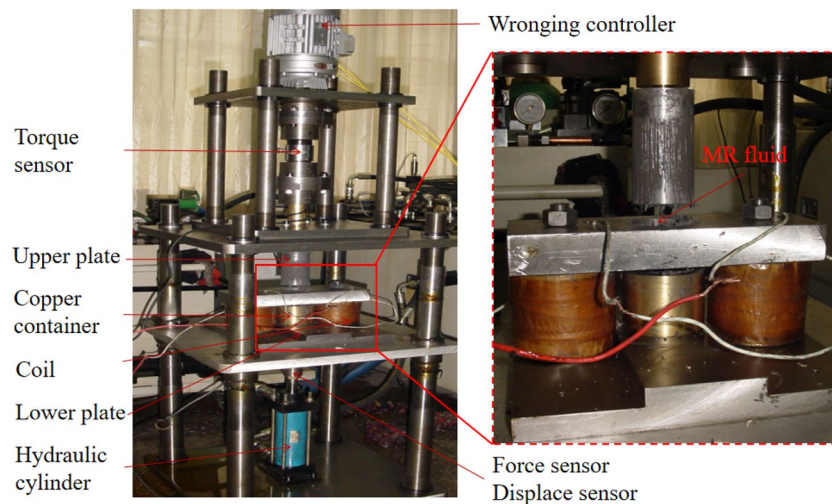 Wronging controller
Torque
sensor
MR fluid
Upper plate
Copper
container
Coil
Lower plate
Hydraulic
cylinder
Force sensor
Displace sensor